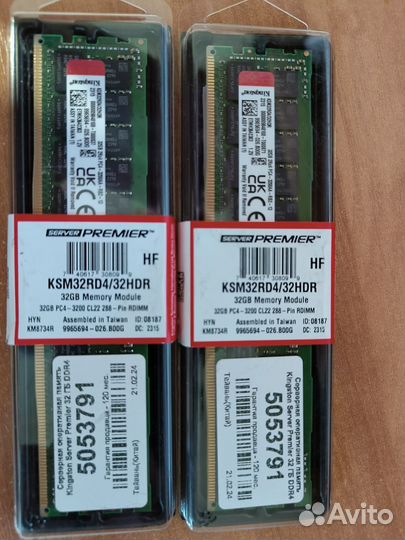 Kingston
SERVER PREMIER™
HF
7 40617 30809 9
KSM32RD4/32HDR
32GB Memory Module
32GB PC4-3200 CL22 288-Pin RDIMM
HYN Assembled in Taiwan ID:08187
KM8734R 9965694-026.B00G DC: 2315
Серверная оперативная память
Kingston Server Premier 32 ГБ DDR4
5053791
Гарантия продавца - 120 мес.
Тайвань(Китай)
21.02.24
Kingston
SERVER PREMIER™
HF
7 40617 30809 9
KSM32RD4/32HDR
32GB Memory Module
32GB PC4-3200 CL22 288-Pin RDIMM
HYN Assembled in Taiwan ID:08187
KM8734R 9965694-026.B00G DC: 2315
Серверная оперативная память
Kingston Server Premier 32 ГБ DDR4
5053791
Гарантия продавца - 120 мес.
Тайвань(Китай)
21.02.24
Avito